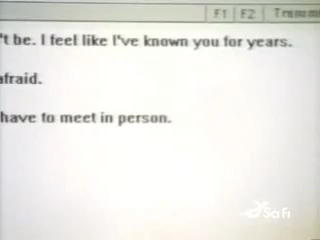 F1 F2
't be. I feel like I've known you for years.
afraid.
have to meet in person.
SciFi